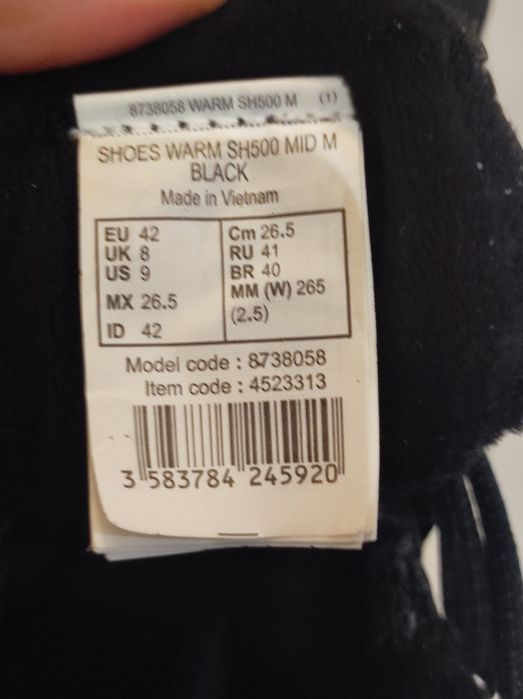 8738058 WARM SH500 M (1)
SHOES WARM SH500 MID M
BLACK
Made in Vietnam
EU 42
UK 8
US 9
MX 26.5
ID 42
Cm 26.5
RU 41
BR 40
MM (W) 265
(2.5)
Model code : 8738058
Item code : 4523313
3 583784 245920